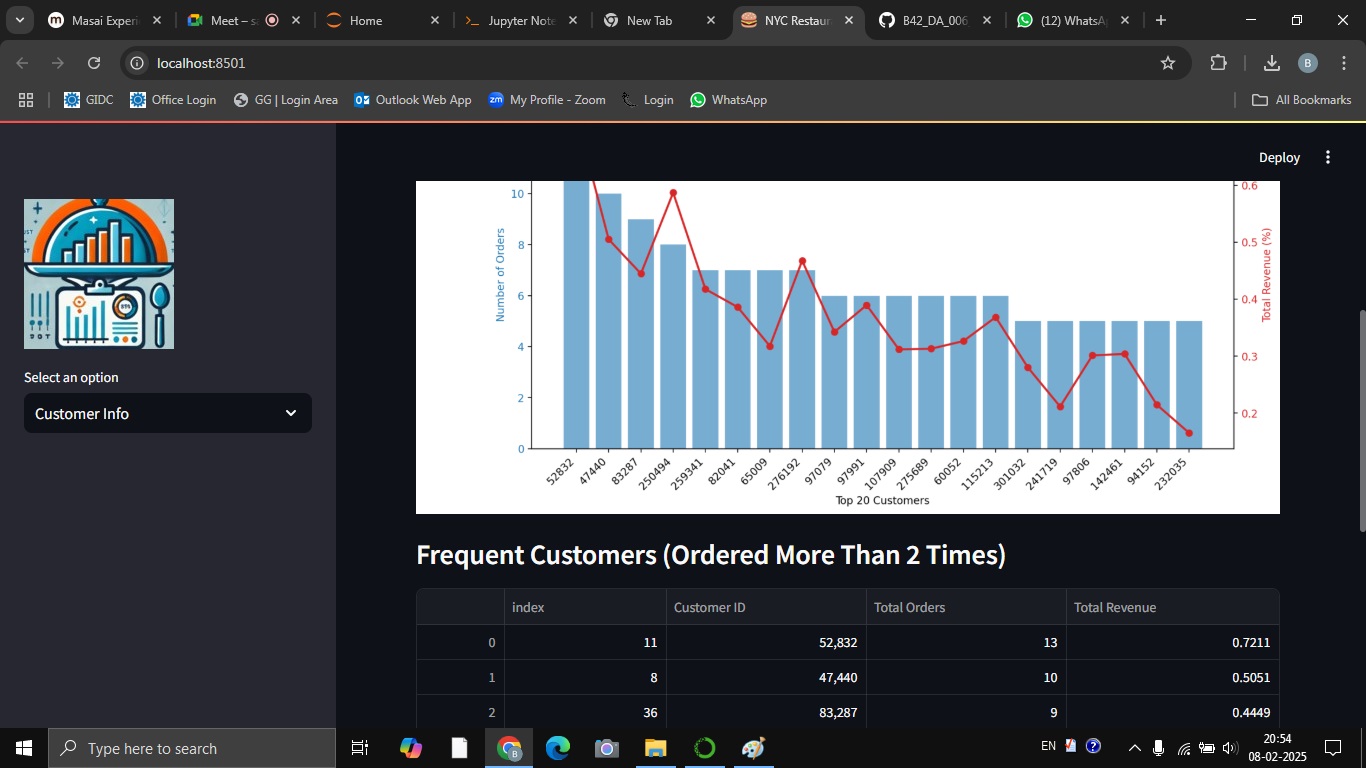 Masai Experi
Meet – s
Home
Jupyter Note
New Tab
NYC Restaur
B42_DA_006
(12) WhatsA
localhost:8501
B
GIDC
Office Login
GG | Login Area
Outlook Web App
zm My Profile - Zoom
Login
WhatsApp
All Bookmarks
Deploy
Select an option
Customer Info
10
8
6
4
2
0
Number of Orders
0.6
0.5
0.4
0.3
0.2
Total Revenue (%)
52832
47440
83287
250494
259341
82041
65009
276192
97079
97991
107909
275689
60052
115213
301032
241719
97806
142461
94152
232035
Top 20 Customers
Frequent Customers (Ordered More Than 2 Times)
index Customer ID Total Orders Total Revenue
0 11 52,832 13 0.7211
1 8 47,440 10 0.5051
2 36 83,287 9 0.4449
Type here to search
EN
20:54
08-02-2025